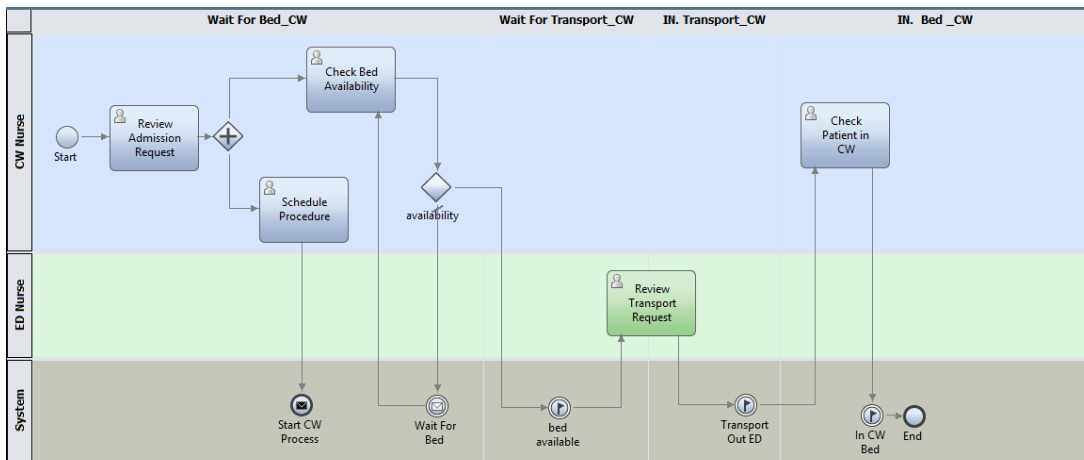 Wait For Bed_CW
Wait For Transport_CW
IN. Transport_CW
IN. Bed _CW
CW Nurse
Start
Review
Admission
Request
Check Bed
Availability
Schedule
Procedure
availability
Check
Patient in
CW
ED Nurse
Review
Transport
Request
System
Start CW
Process
Wait For
Bed
bed
available
Transport
Out ED
In CW
Bed
End